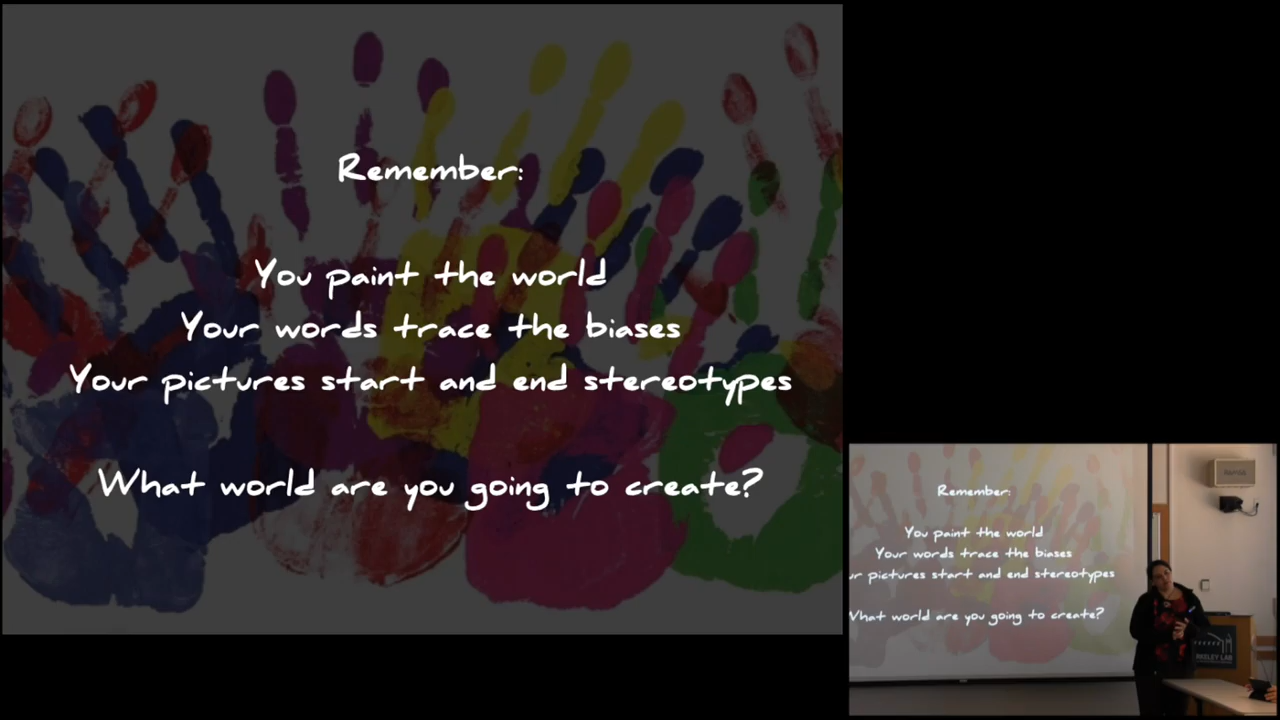 Remember:
You paint the world
Your words trace the biases
Your pictures start and end stereotypes
What world are you going to create?
Remember:
You paint the world
Your words trace the biases
ur pictures start and end stereotypes
What world are you going to create?
LAB